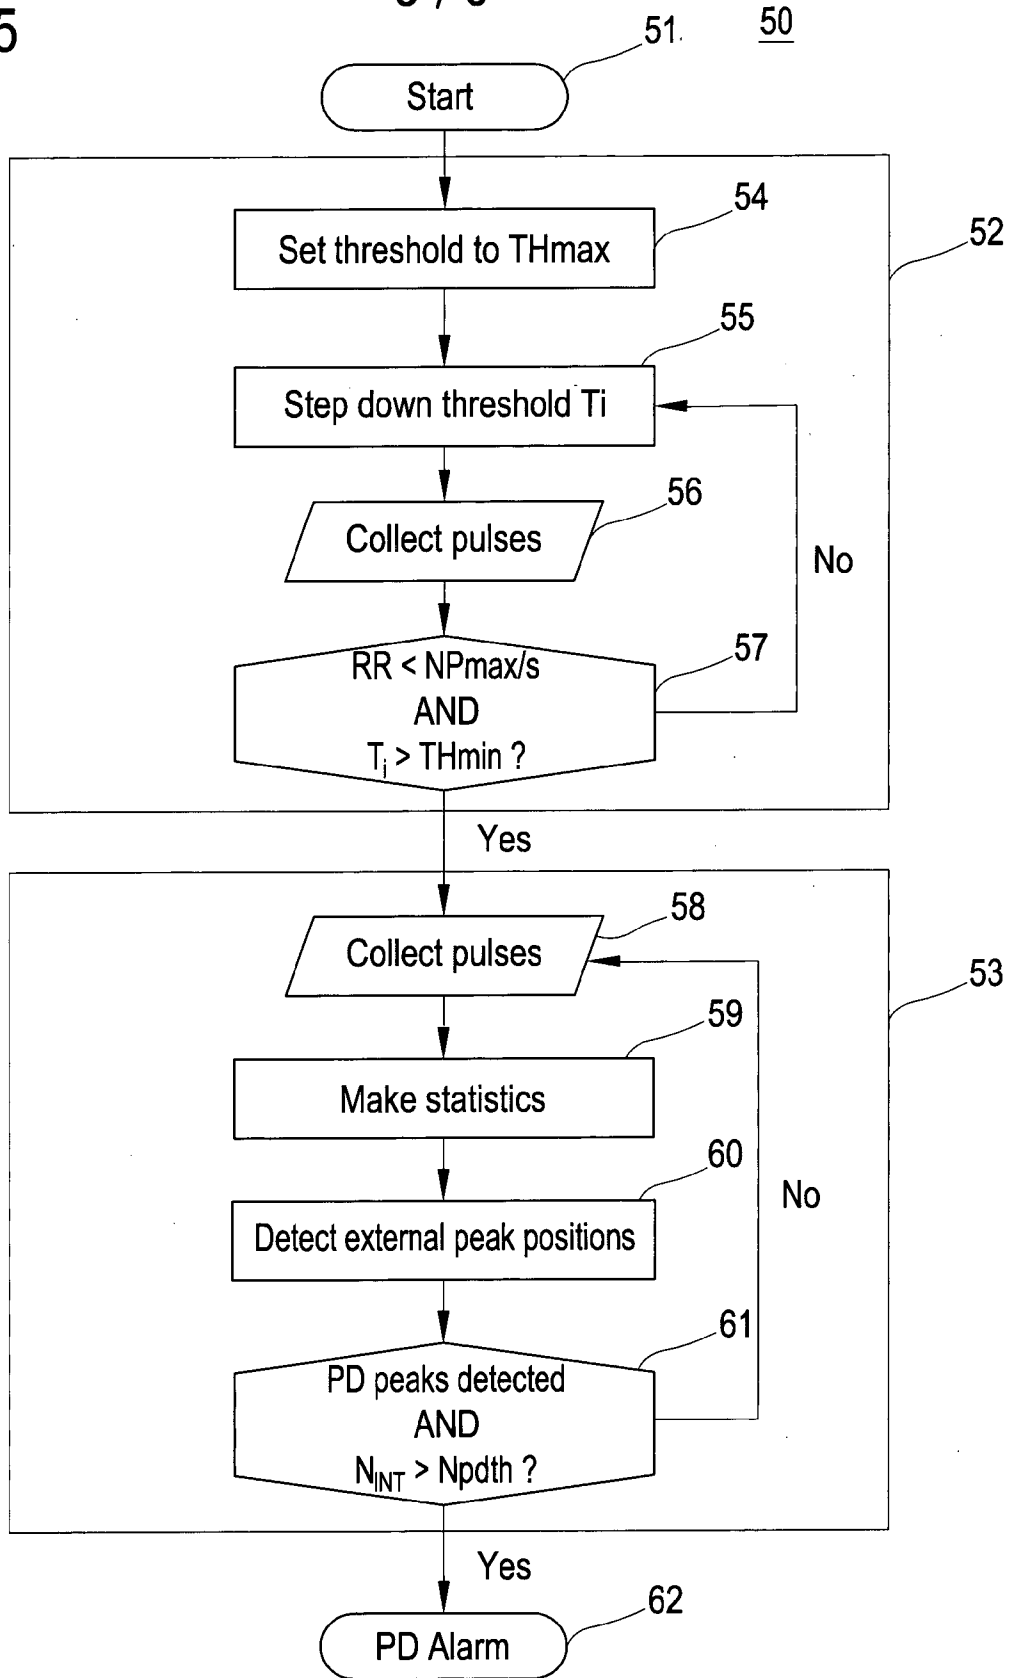 5
50
51
Start
52
54
Set threshold to THmax
55
Step down threshold Ti
56
Collect pulses
No
57
RR < NPmax/s
AND
Ti > THmin ?
Yes
53
58
Collect pulses
59
Make statistics
60
Detect external peak positions
No
61
PD peaks detected
AND
NINT > Npdth ?
Yes
62
PD Alarm